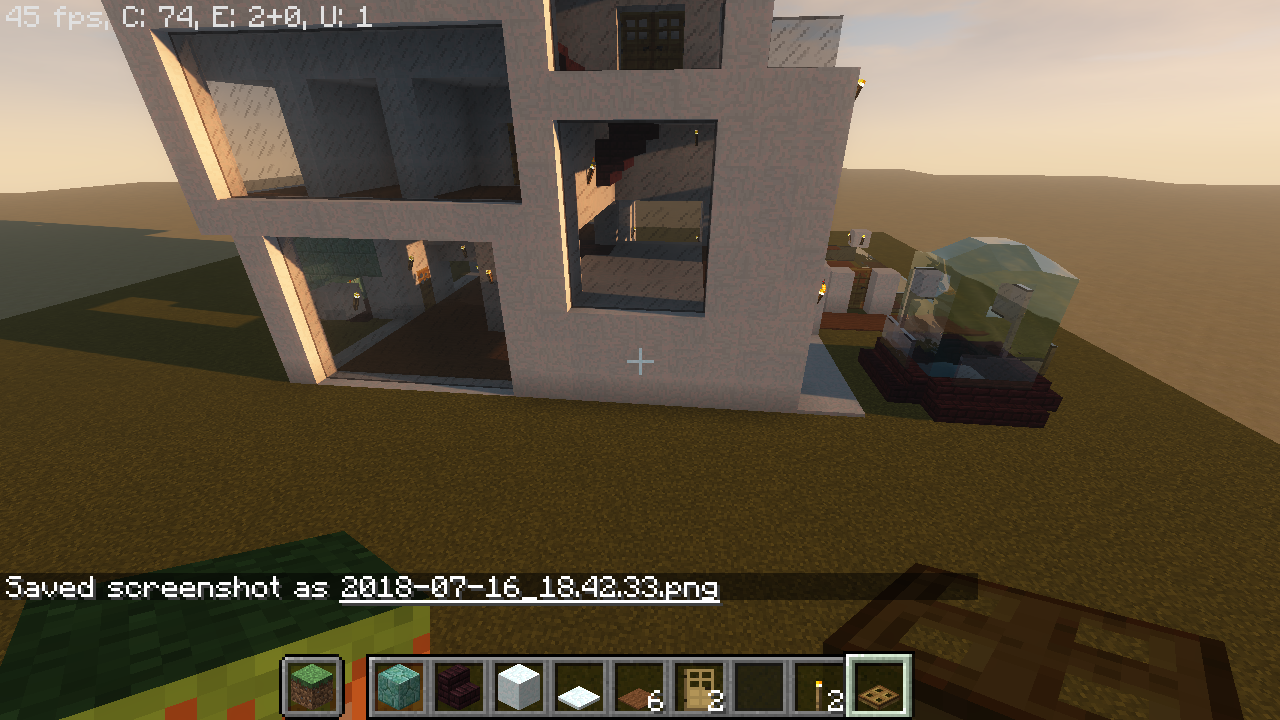 45 fps, C: 74, E: 2+0, U: 1
Saved screenshot as 2018-07-16_18.42.33.png
6 2 2